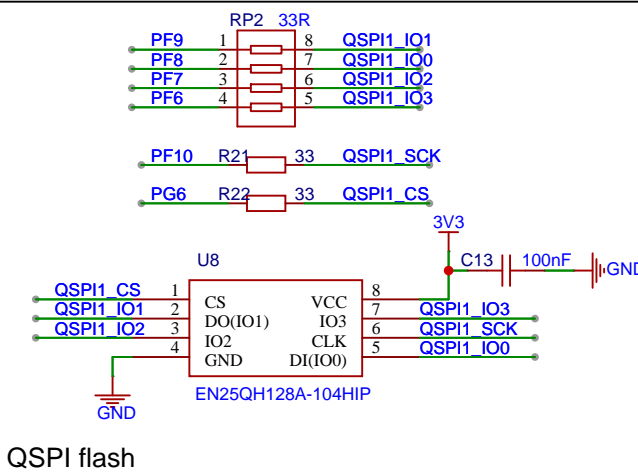 RP2 33R
PF9 1 8 QSPI1_IO1
PF8 2 7 QSPI1_IO0
PF7 3 6 QSPI1_IO2
PF6 4 5 QSPI1_IO3
PF10 R21 33 QSPI1_SCK
PG6 R22 33 QSPI1_CS
3V3
U8 C13 100nF GND
QSPI1_CS 1 CS VCC 8
QSPI1_IO1 2 DO(IO1) IO3 7 QSPI1_IO3
QSPI1_IO2 3 IO2 CLK 6 QSPI1_SCK
4 GND DI(IO0) 5 QSPI1_IO0
EN25QH128A-104HIP
GND
QSPI flash